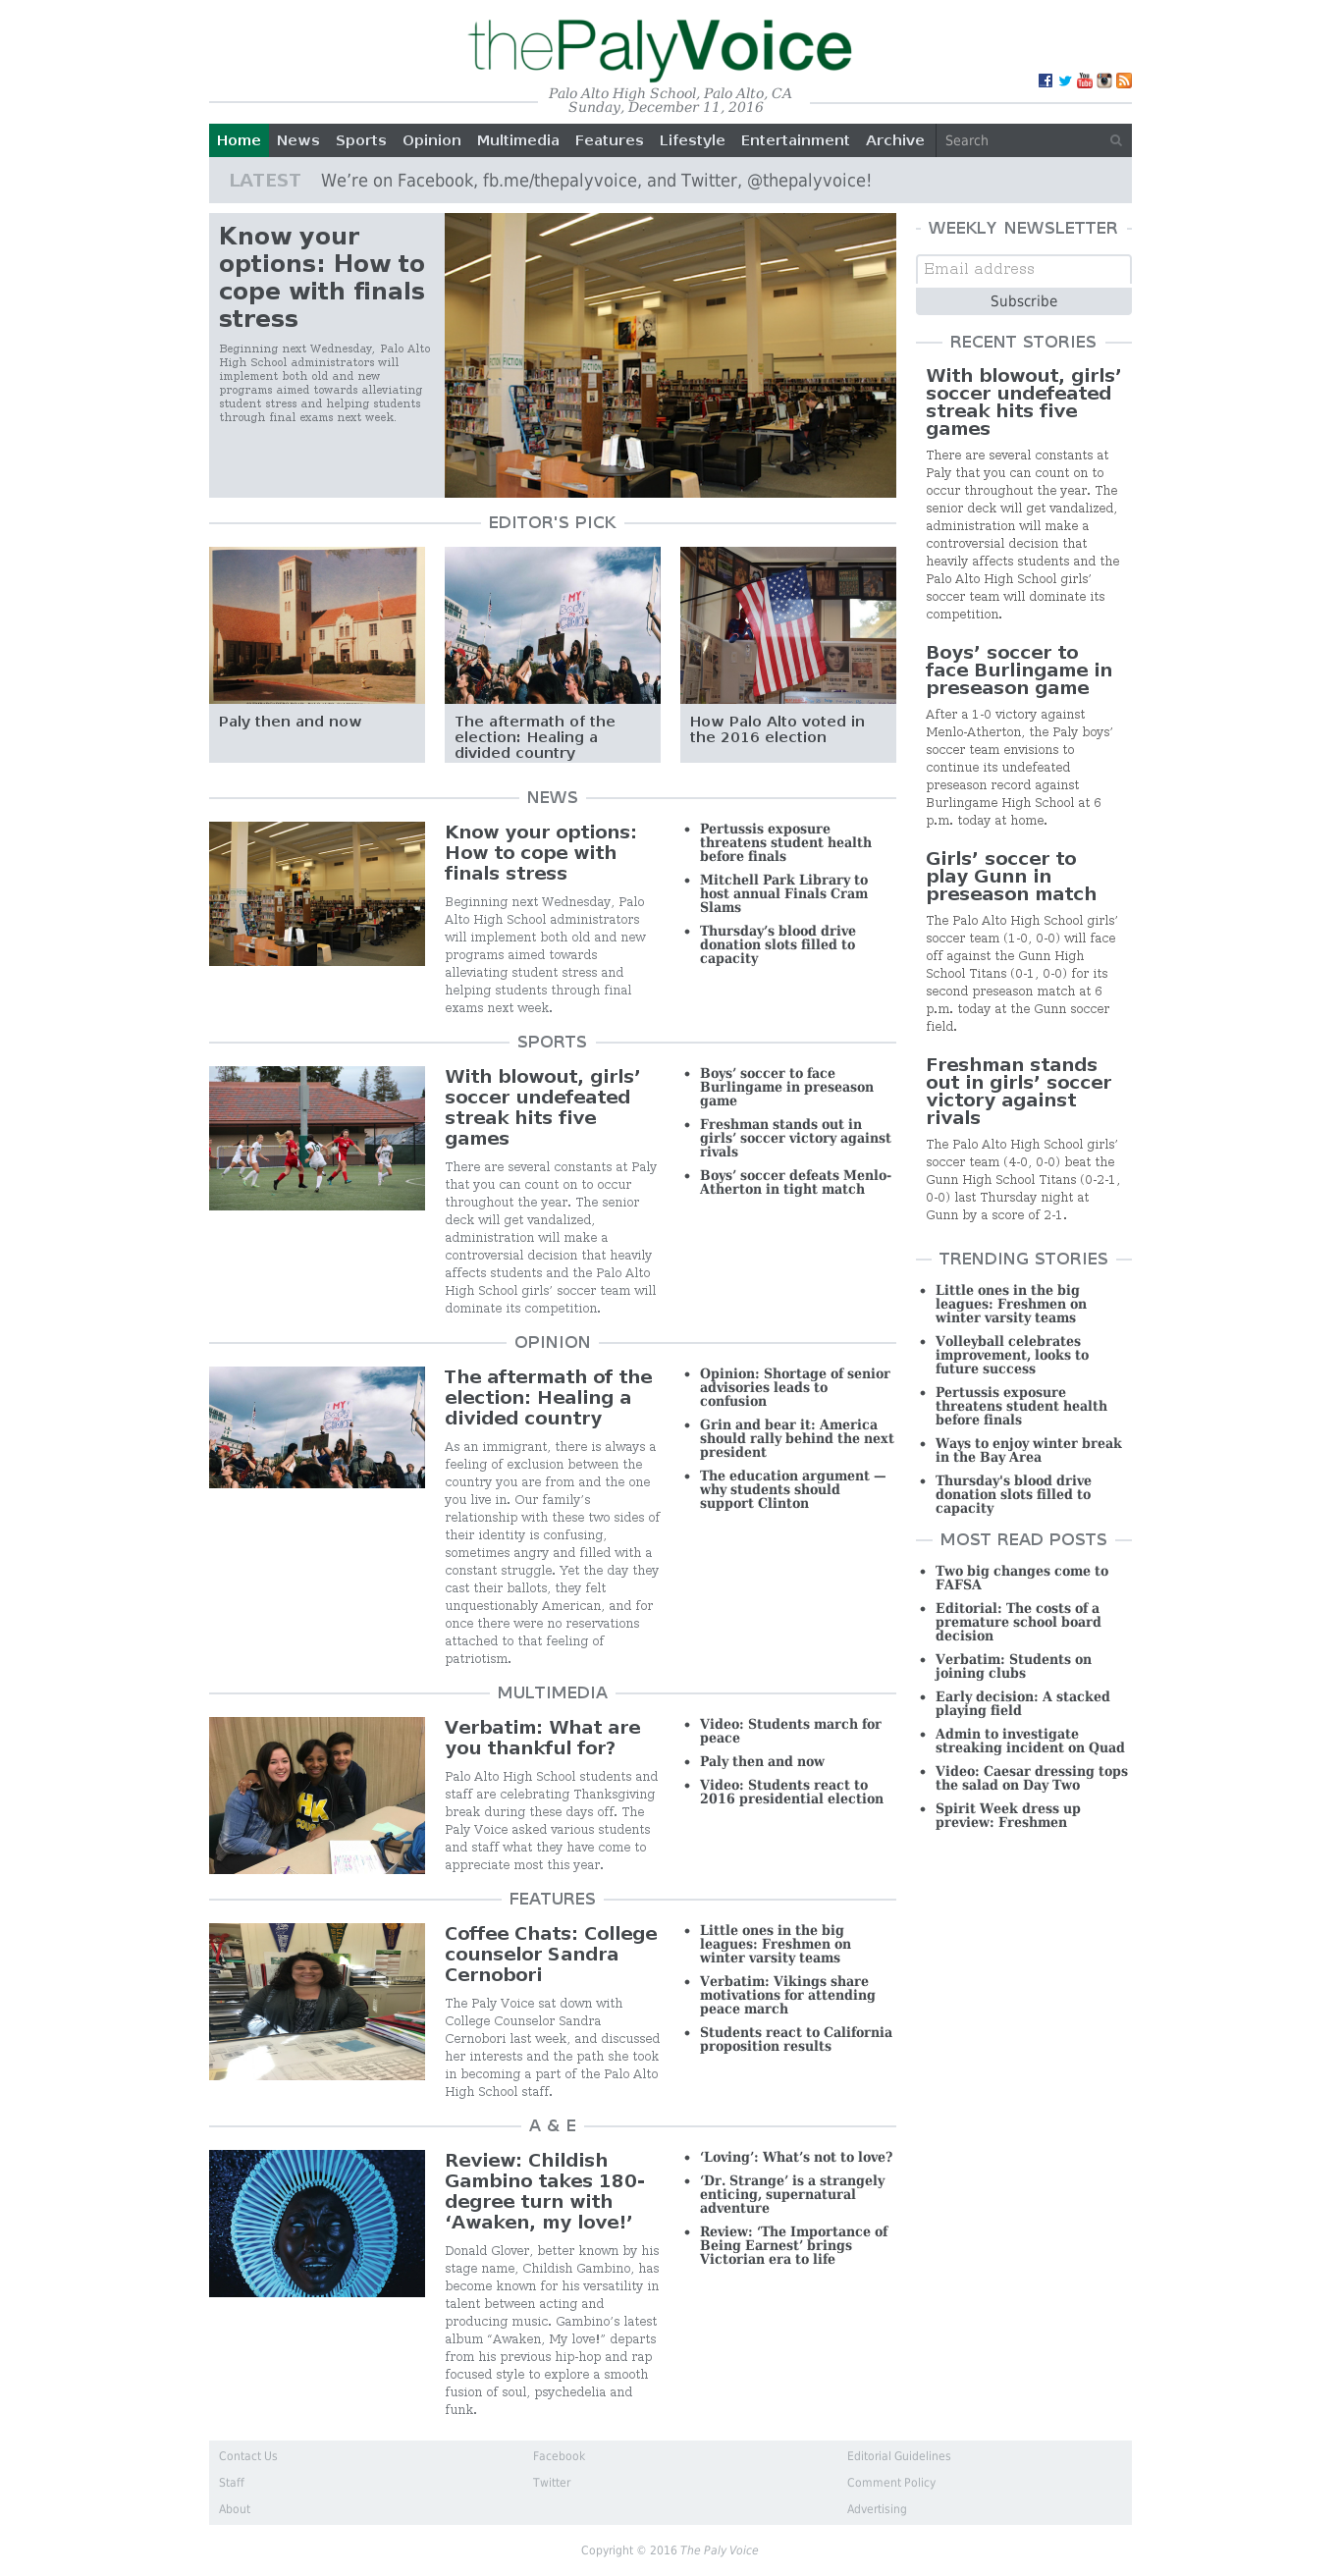 thePalyVoice
Palo Alto High School, Palo Alto, CA
Sunday, December 11, 2016
Home News Sports Opinion Multimedia Features Lifestyle Entertainment Archive Search
LATEST We’re on Facebook, fb.me/thepalyvoice, and Twitter, @thepalyvoice!
Know your
options: How to
cope with finals
stress
Beginning next Wednesday, Palo Alto
High School administrators will
implement both old and new
programs aimed towards alleviating
student stress and helping students
through final exams next week.
EDITOR'S PICK
Paly then and now
MY
BODY
MY
CHOICE
The aftermath of the
election: Healing a
divided country
How Palo Alto voted in
the 2016 election
NEWS
Know your options:
How to cope with
finals stress
Beginning next Wednesday, Palo
Alto High School administrators
will implement both old and new
programs aimed towards
alleviating student stress and
helping students through final
exams next week.
Pertussis exposure
threatens student health
before finals
Mitchell Park Library to
host annual Finals Cram
Slams
Thursday’s blood drive
donation slots filled to
capacity
SPORTS
With blowout, girls’
soccer undefeated
streak hits five
games
There are several constants at Paly
that you can count on to occur
throughout the year. The senior
deck will get vandalized,
administration will make a
controversial decision that heavily
affects students and the Palo Alto
High School girls’ soccer team will
dominate its competition.
Boys’ soccer to face
Burlingame in preseason
game
Freshman stands out in
girls’ soccer victory against
rivals
Boys’ soccer defeats Menlo-
Atherton in tight match
OPINION
The aftermath of the
election: Healing a
divided country
As an immigrant, there is always a
feeling of exclusion between the
country you are from and the one
you live in. Our family’s
relationship with these two sides of
their identity is confusing,
sometimes angry and filled with a
constant struggle. Yet the day they
cast their ballots, they felt
unquestionably American, and for
once there were no reservations
attached to that feeling of
patriotism.
Opinion: Shortage of senior
advisories leads to
confusion
Grin and bear it: America
should rally behind the next
president
The education argument —
why students should
support Clinton
MULTIMEDIA
Verbatim: What are
you thankful for?
Palo Alto High School students and
staff are celebrating Thanksgiving
break during these days off. The
Paly Voice asked various students
and staff what they have come to
appreciate most this year.
Video: Students march for
peace
Paly then and now
Video: Students react to
2016 presidential election
FEATURES
Coffee Chats: College
counselor Sandra
Cernobori
The Paly Voice sat down with
College Counselor Sandra
Cernobori last week, and discussed
her interests and the path she took
in becoming a part of the Palo Alto
High School staff.
Little ones in the big
leagues: Freshmen on
winter varsity teams
Verbatim: Vikings share
motivations for attending
peace march
Students react to California
proposition results
A & E
Review: Childish
Gambino takes 180-
degree turn with
‘Awaken, my love!’
Donald Glover, better known by his
stage name, Childish Gambino, has
become known for his versatility in
talent between acting and
producing music. Gambino’s latest
album “Awaken, My love!” departs
from his previous hip-hop and rap
focused style to explore a smooth
fusion of soul, psychedelia and
funk.
‘Loving’: What’s not to love?
‘Dr. Strange’ is a strangely
enticing, supernatural
adventure
Review: ‘The Importance of
Being Earnest’ brings
Victorian era to life
WEEKLY NEWSLETTER
Email address
Subscribe
RECENT STORIES
With blowout, girls’
soccer undefeated
streak hits five
games
There are several constants at
Paly that you can count on to
occur throughout the year. The
senior deck will get vandalized,
administration will make a
controversial decision that
heavily affects students and the
Palo Alto High School girls’
soccer team will dominate its
competition.
Boys’ soccer to
face Burlingame in
preseason game
After a 1-0 victory against
Menlo-Atherton, the Paly boys’
soccer team envisions to
continue its undefeated
preseason record against
Burlingame High School at 6
p.m. today at home.
Girls’ soccer to
play Gunn in
preseason match
The Palo Alto High School girls’
soccer team (1-0, 0-0) will face
off against the Gunn High
School Titans (0-1, 0-0) for its
second preseason match at 6
p.m. today at the Gunn soccer
field.
Freshman stands
out in girls’ soccer
victory against
rivals
The Palo Alto High School girls’
soccer team (4-0, 0-0) beat the
Gunn High School Titans (0-2-1,
0-0) last Thursday night at
Gunn by a score of 2-1.
TRENDING STORIES
Little ones in the big
leagues: Freshmen on
winter varsity teams
Volleyball celebrates
improvement, looks to
future success
Pertussis exposure
threatens student health
before finals
Ways to enjoy winter break
in the Bay Area
Thursday's blood drive
donation slots filled to
capacity
MOST READ POSTS
Two big changes come to
FAFSA
Editorial: The costs of a
premature school board
decision
Verbatim: Students on
joining clubs
Early decision: A stacked
playing field
Admin to investigate
streaking incident on Quad
Video: Caesar dressing tops
the salad on Day Two
Spirit Week dress up
preview: Freshmen
Contact Us
Staff
About
Facebook
Twitter
Editorial Guidelines
Comment Policy
Advertising
Copyright © 2016 The Paly Voice